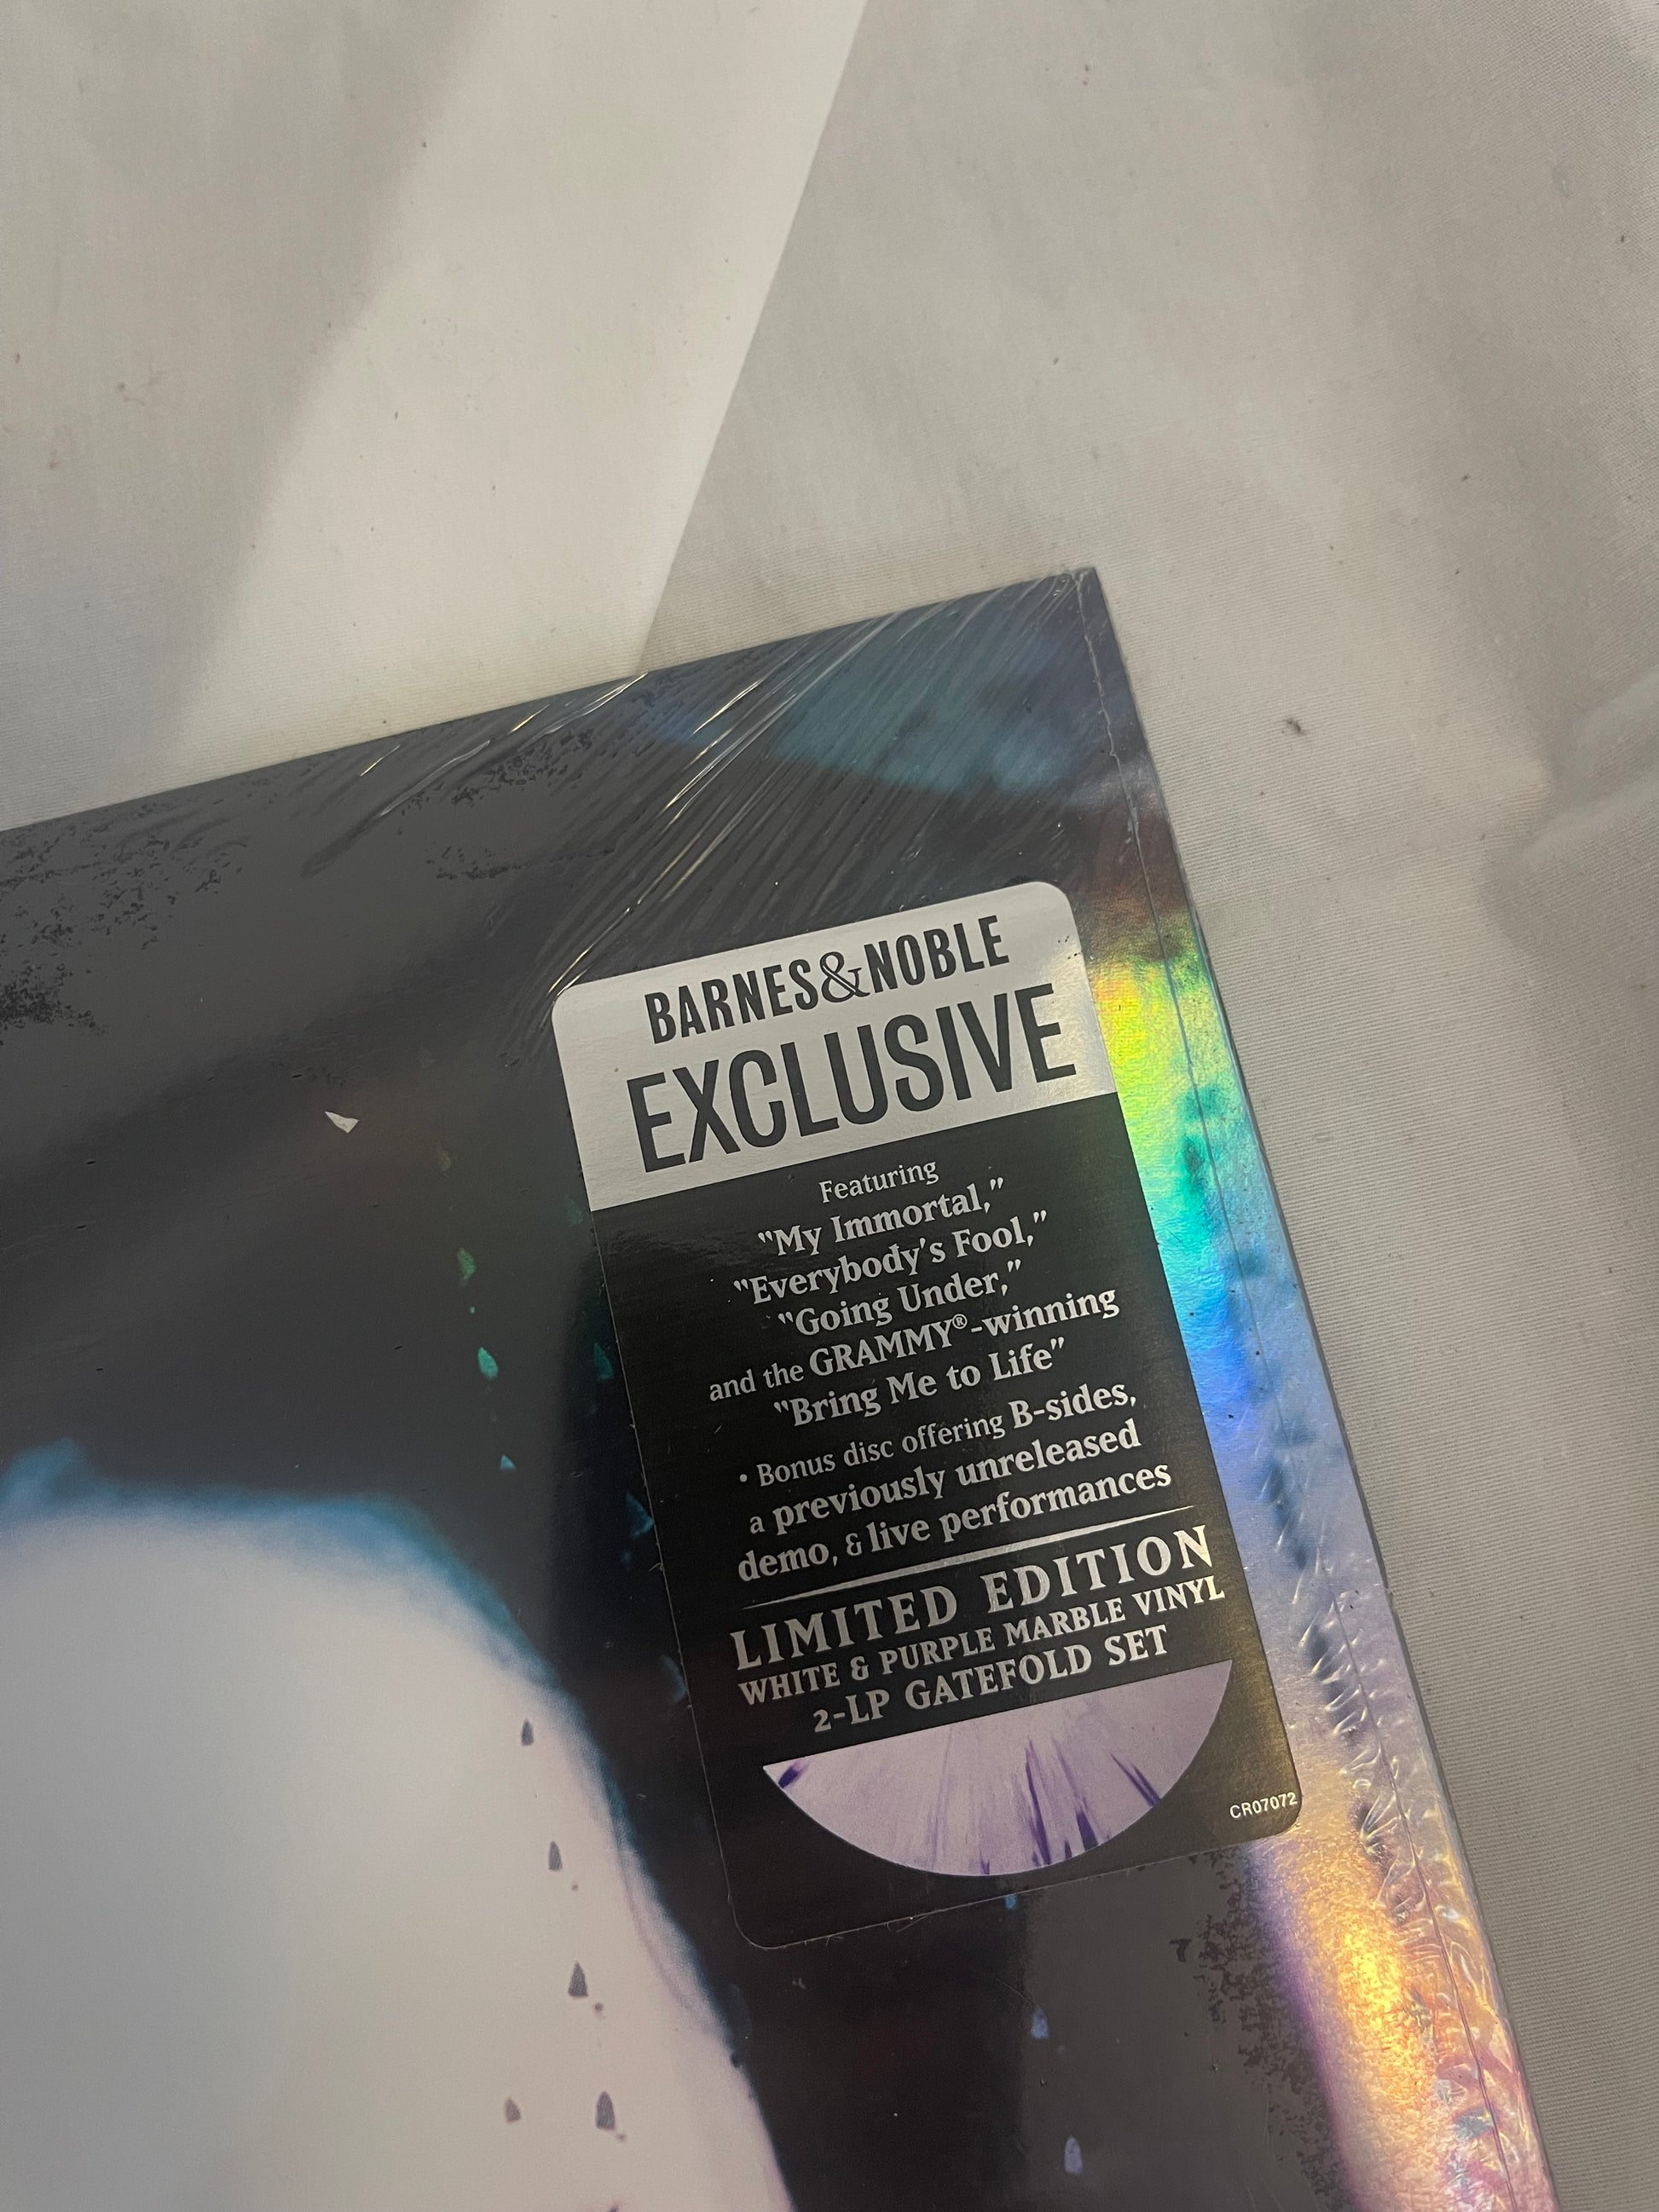 BARNES&NOBLE
EXCLUSIVE
Featuring
“My Immortal,”
“Everybody’s Fool,”
“Going Under,”
and the GRAMMY®-winning
“Bring Me to Life”
• Bonus disc offering B-sides,
a previously unreleased
demo, & live performances
LIMITED EDITION
WHITE & PURPLE MARBLE VINYL
2-LP GATEFOLD SET
CR07072